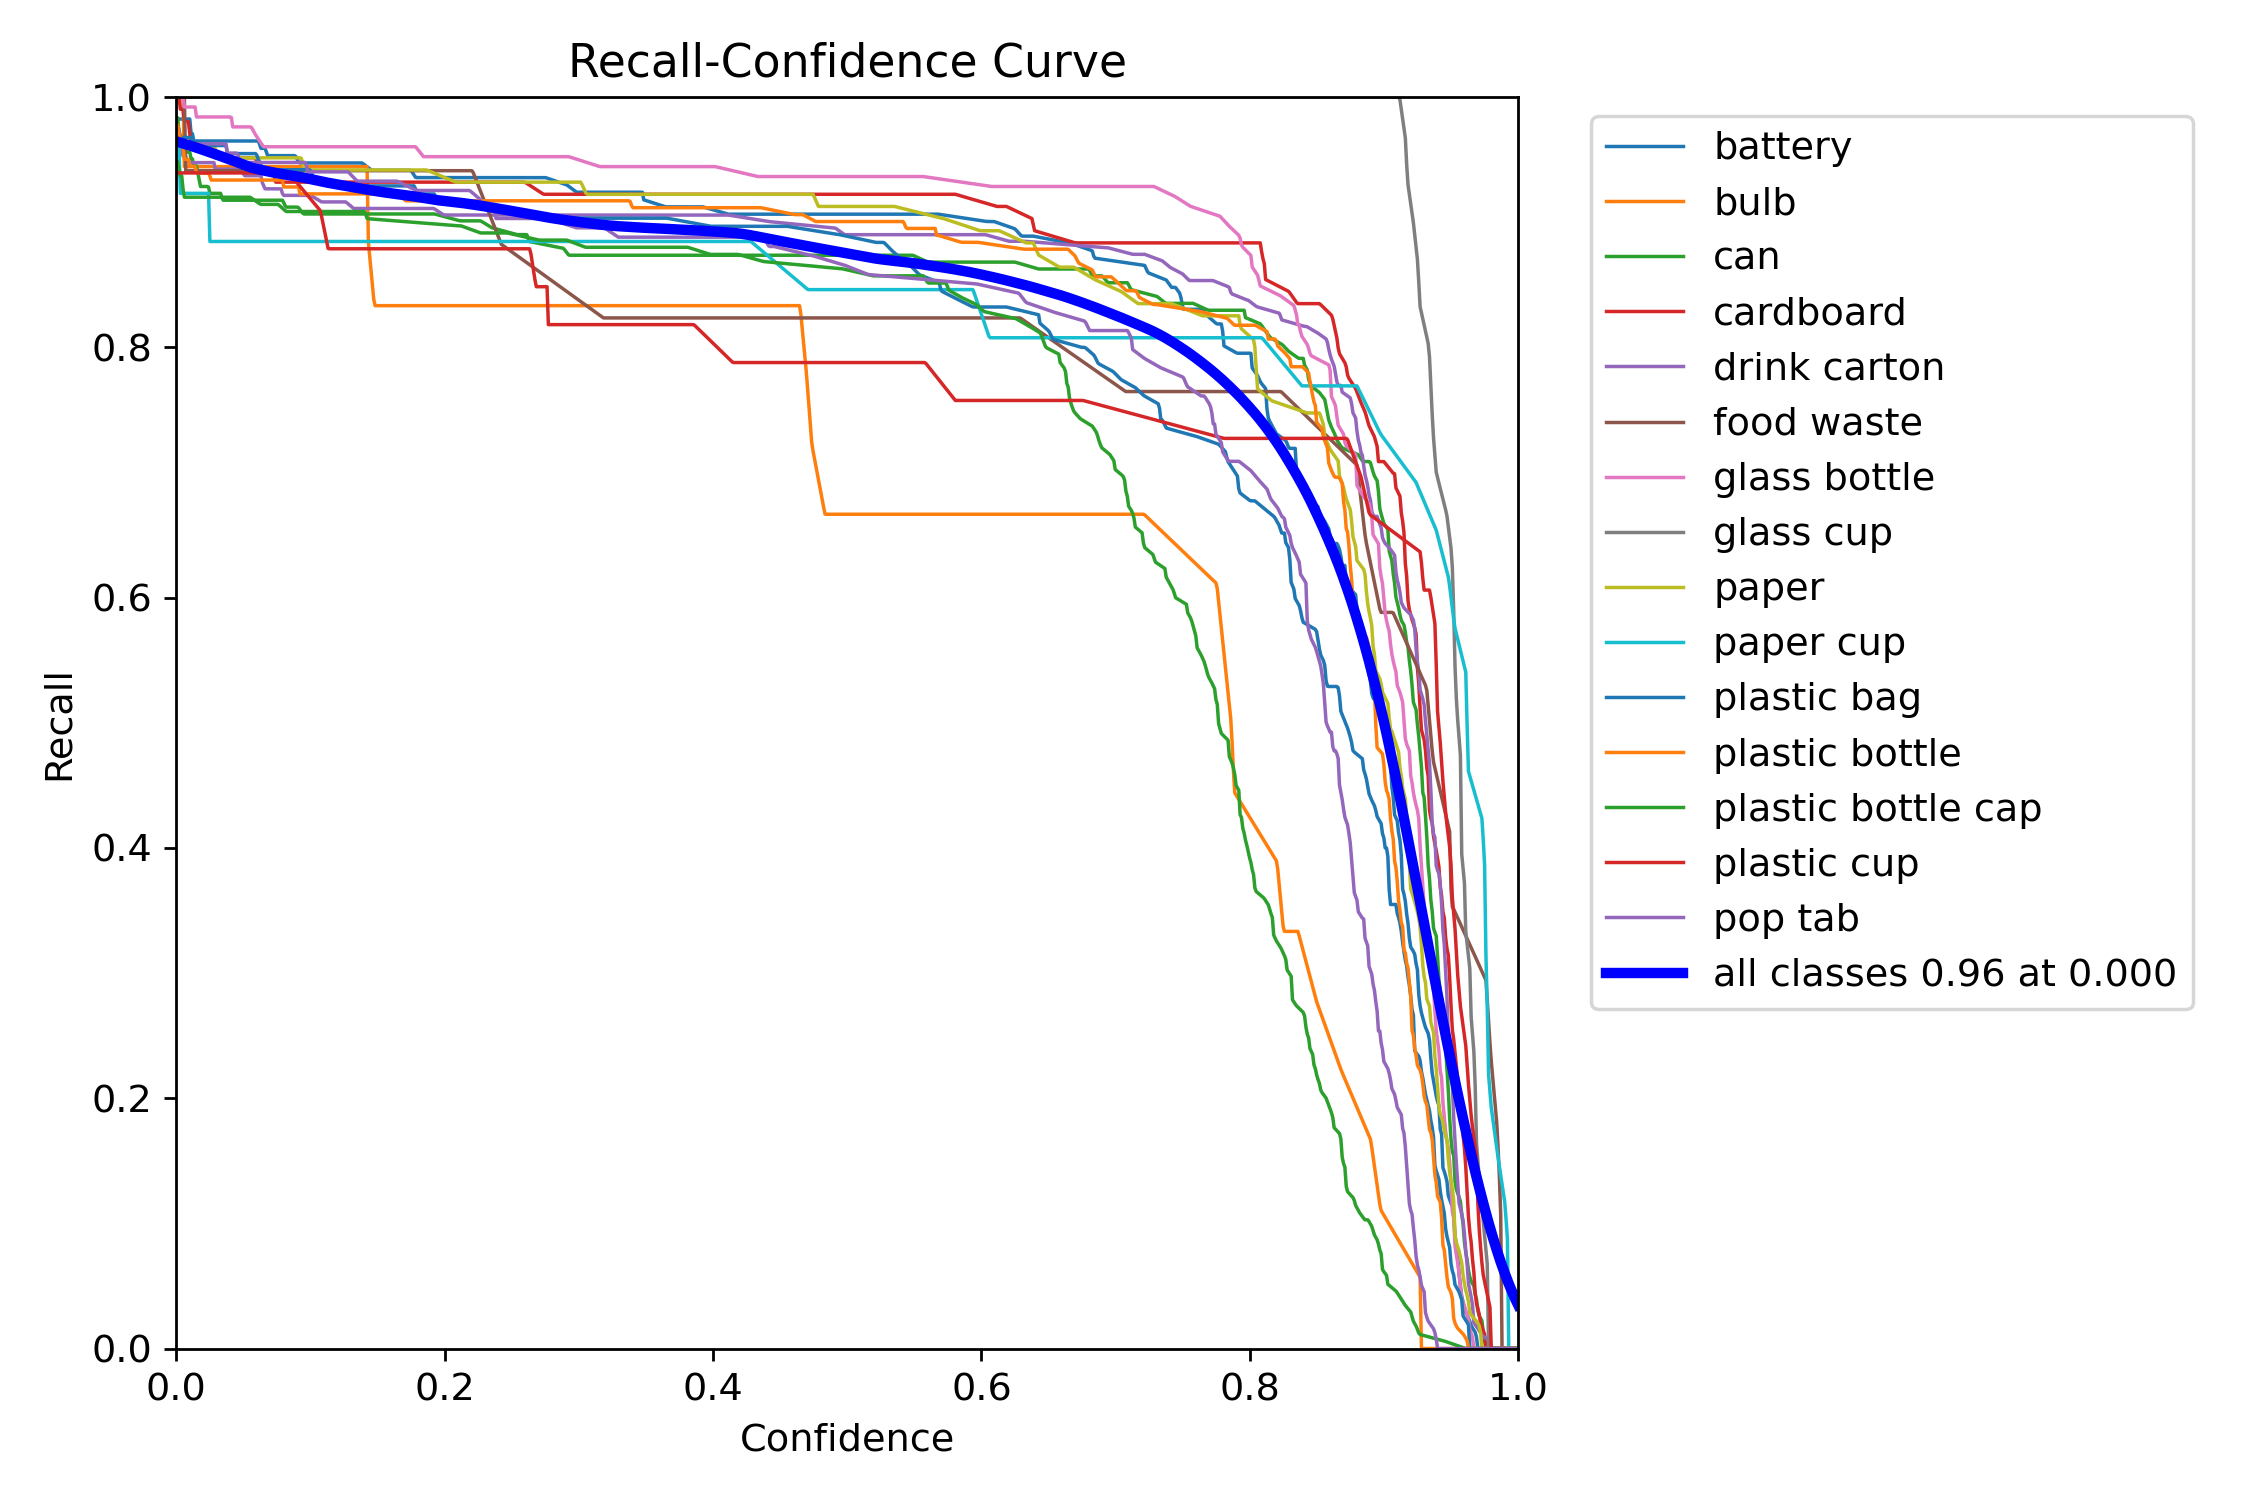 Recall-Confidence Curve
1.0
0.8
0.6
0.4
0.2
0.0
Recall
0.0 0.2 0.4 0.6 0.8 1.0
Confidence
battery
bulb
can
cardboard
drink carton
food waste
glass bottle
glass cup
paper
paper cup
plastic bag
plastic bottle
plastic bottle cap
plastic cup
pop tab
all classes 0.96 at 0.000